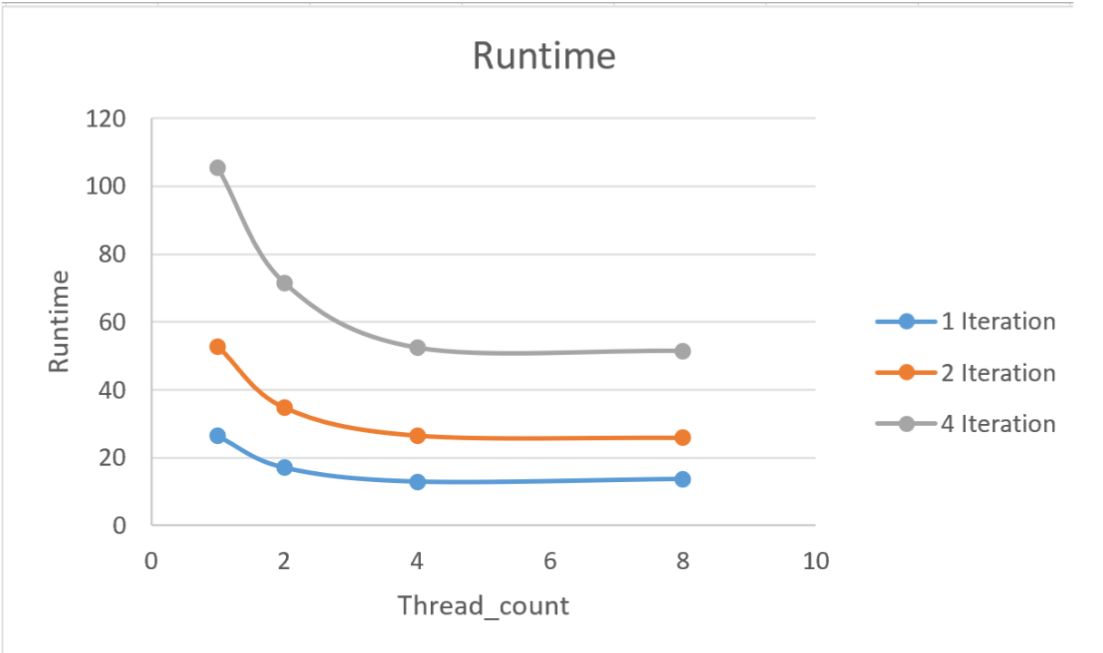 Runtime
120
100
80
60
40
20
0
Runtime
0 2 4 6 8 10
Thread_count
1 Iteration
2 Iteration
4 Iteration